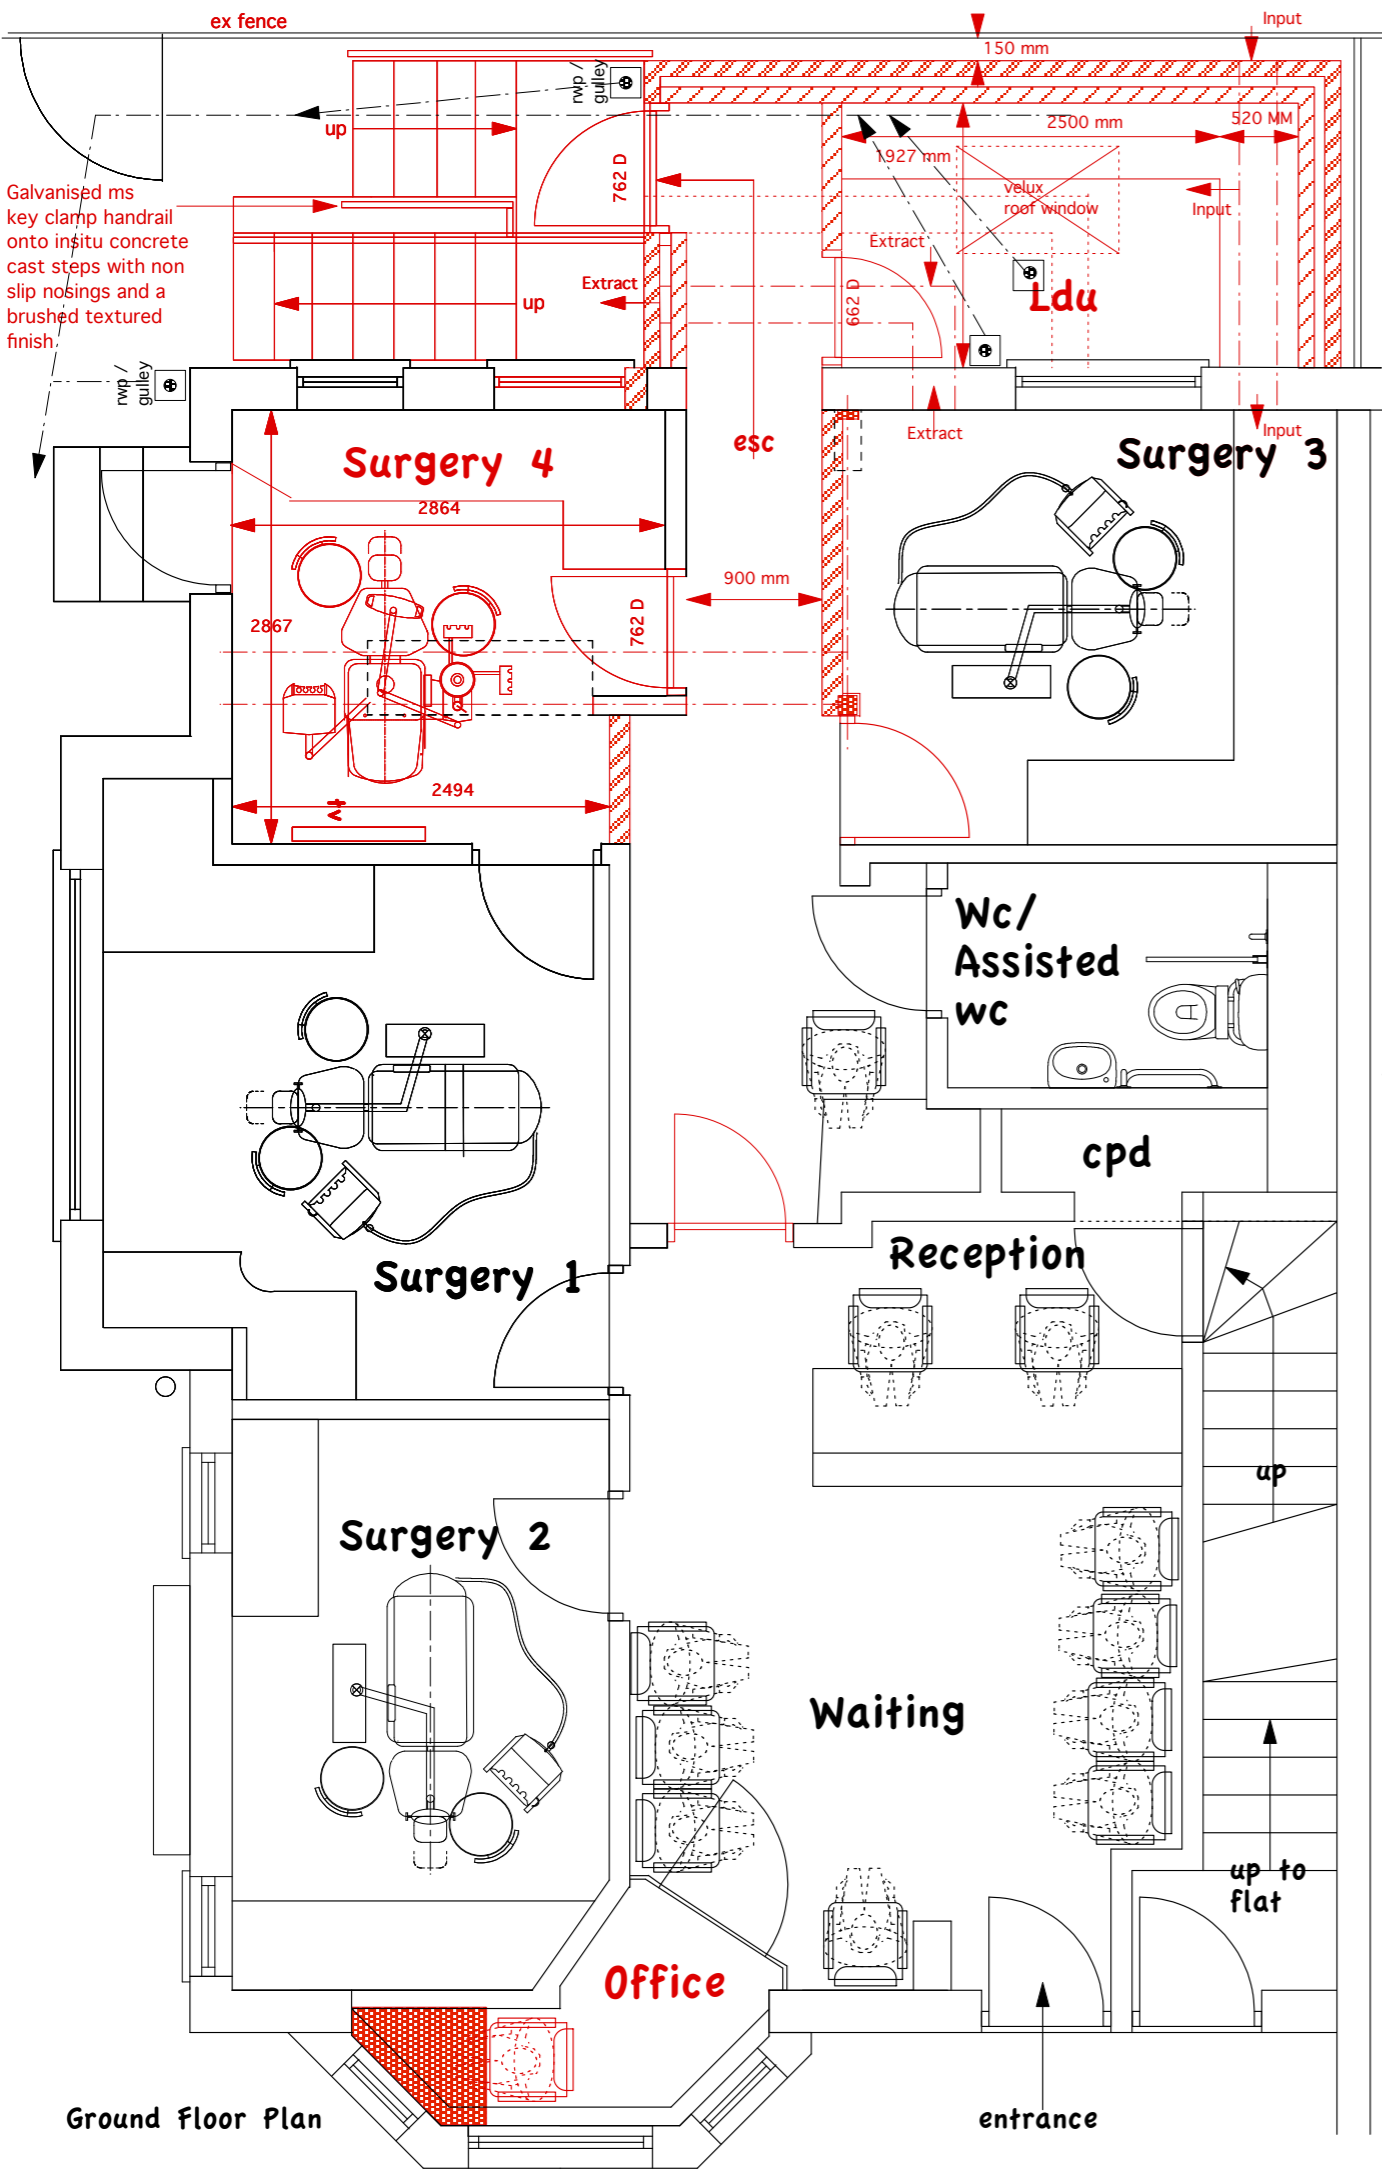 ex fence
Input
150 mm
rwp /
gulley
up
2500 mm
520 MM
1927 mm
762 D
Galvanised ms
key clamp handrail
onto insitu concrete
cast steps with non
slip nosings and a
brushed textured
finish
velux
roof window
Input
Extract
Extract
up
662 D
Ldu
rwp /
gulley
Extract
Input
esc
Surgery 4
Surgery 3
2864
900 mm
2867
762 D
2494
Wc/
Assisted
wc
cpd
Reception
Surgery 1
up
Surgery 2
Waiting
up to
flat
Office
Ground Floor Plan
entrance